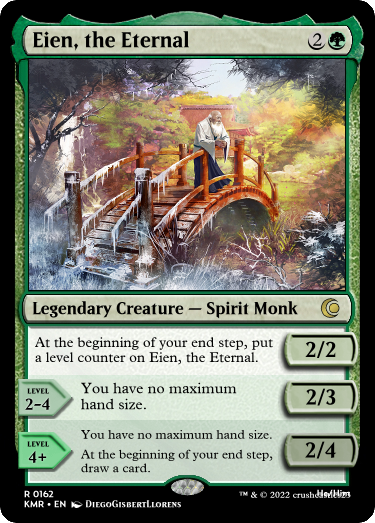 Eien, the Eternal 2
Legendary Creature — Spirit Monk
At the beginning of your end step, put
a level counter on Eien, the Eternal.
2/2
LEVEL
2-4
You have no maximum
hand size.
2/3
LEVEL
4+
You have no maximum hand size.
At the beginning of your end step,
draw a card.
2/4
R 0162
KMR • EN DiegoGisbertLlorens
™ & © 2022